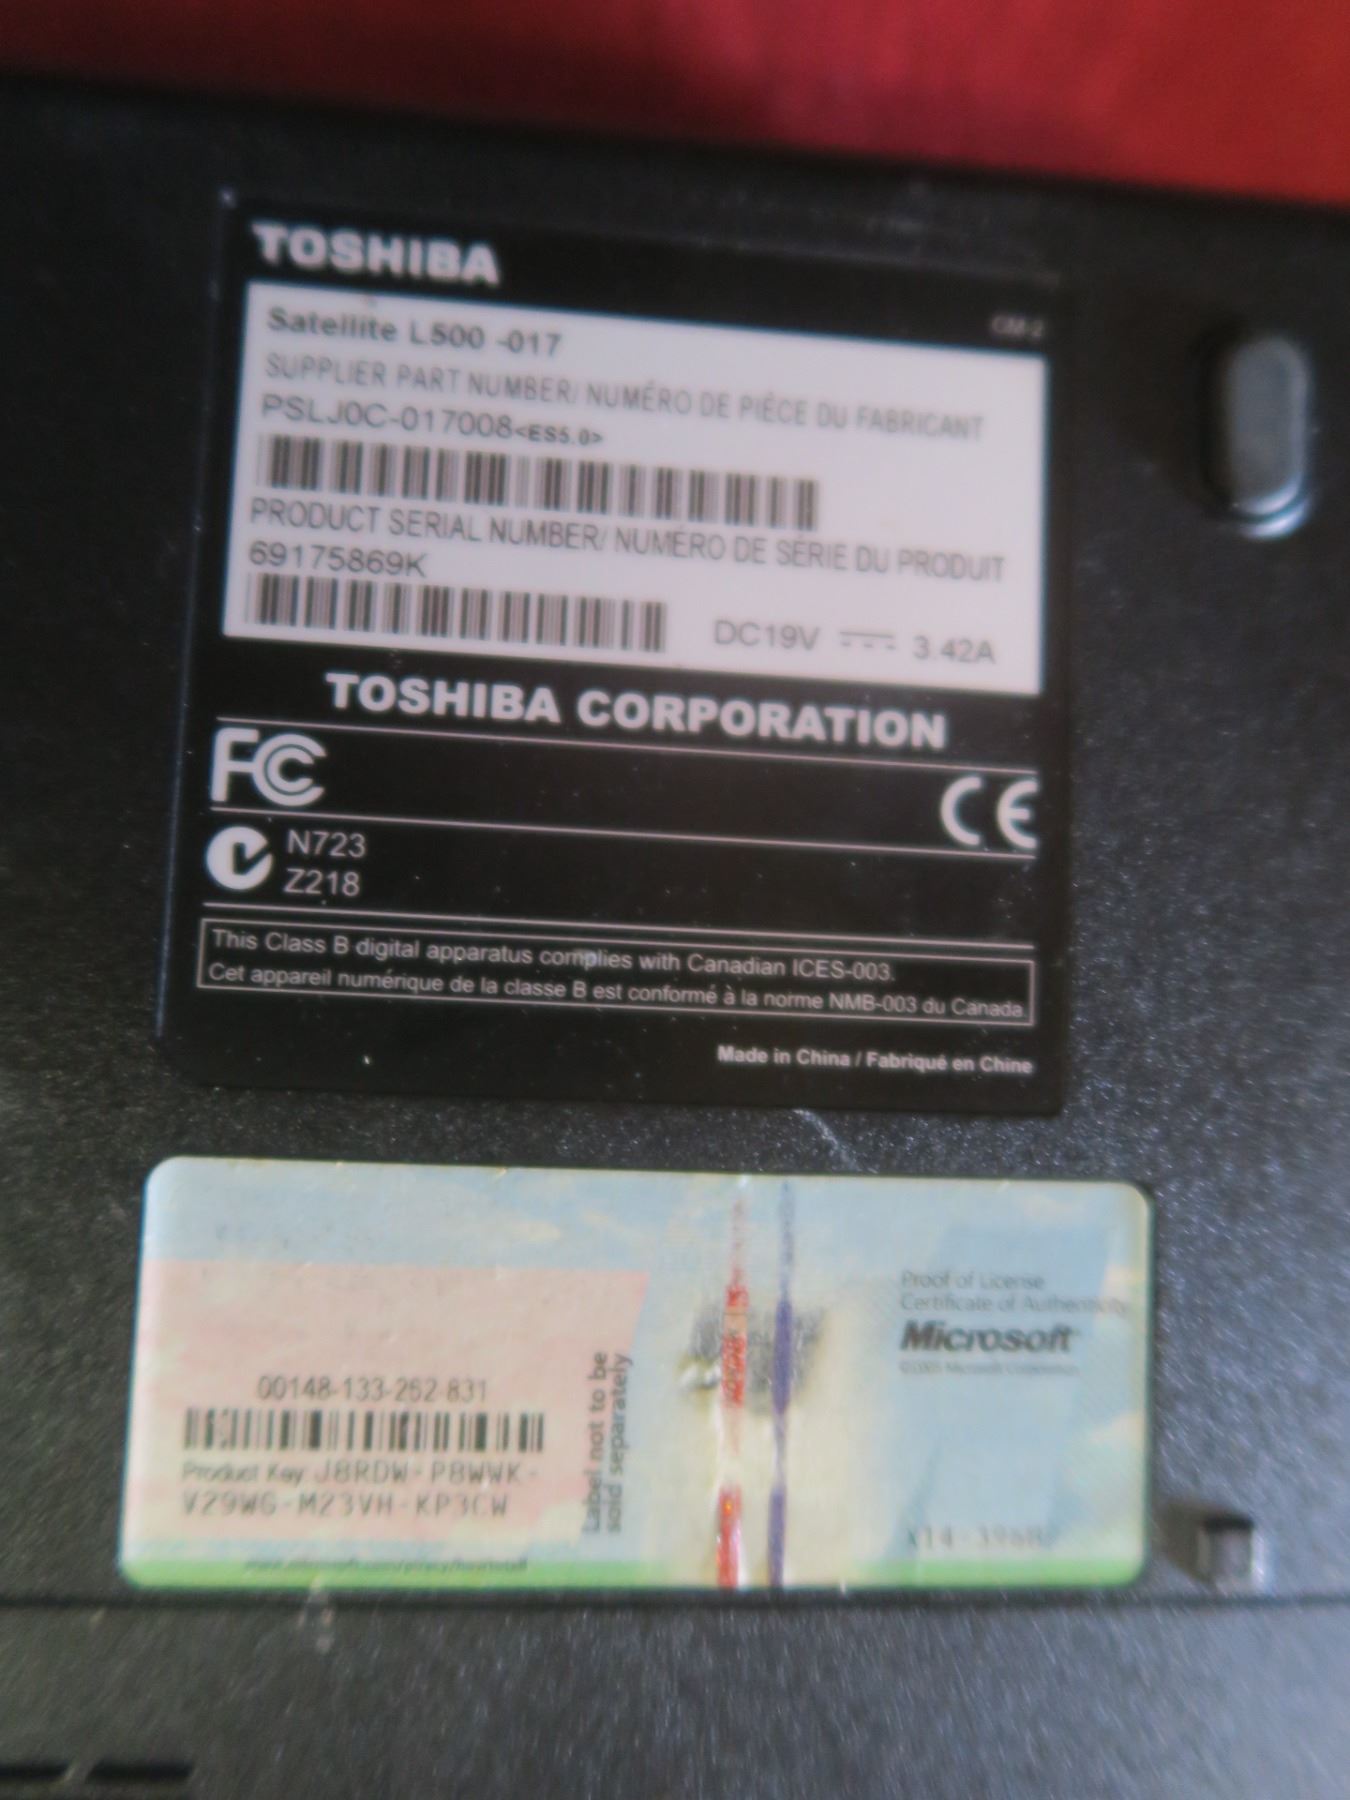 TOSHIBA
Satellite L500 -017
SUPPLIER PART NUMBER/ NUMÉRO DE PIÈCE DU FABRICANT
PSLJ0C-017008<ES5.0>
PRODUCT SERIAL NUMBER/ NUMÉRO DE SÉRIE DU PRODUIT
69175869K
DC19V 3.42A
TOSHIBA CORPORATION
FC
CE
N723
Z218
This Class B digital apparatus complies with Canadian ICES-003.
Cet appareil numérique de la classe B est conformé à la norme NMB-003 du Canada.
Made in China / Fabriqué en Chine
Proof of License
Certificate of Authenticity
Microsoft
00148-133-262-831
Product Key: J8RDW-P8WWK-
V29WG-M23VH-KP3CW
Label not to be
sold separately